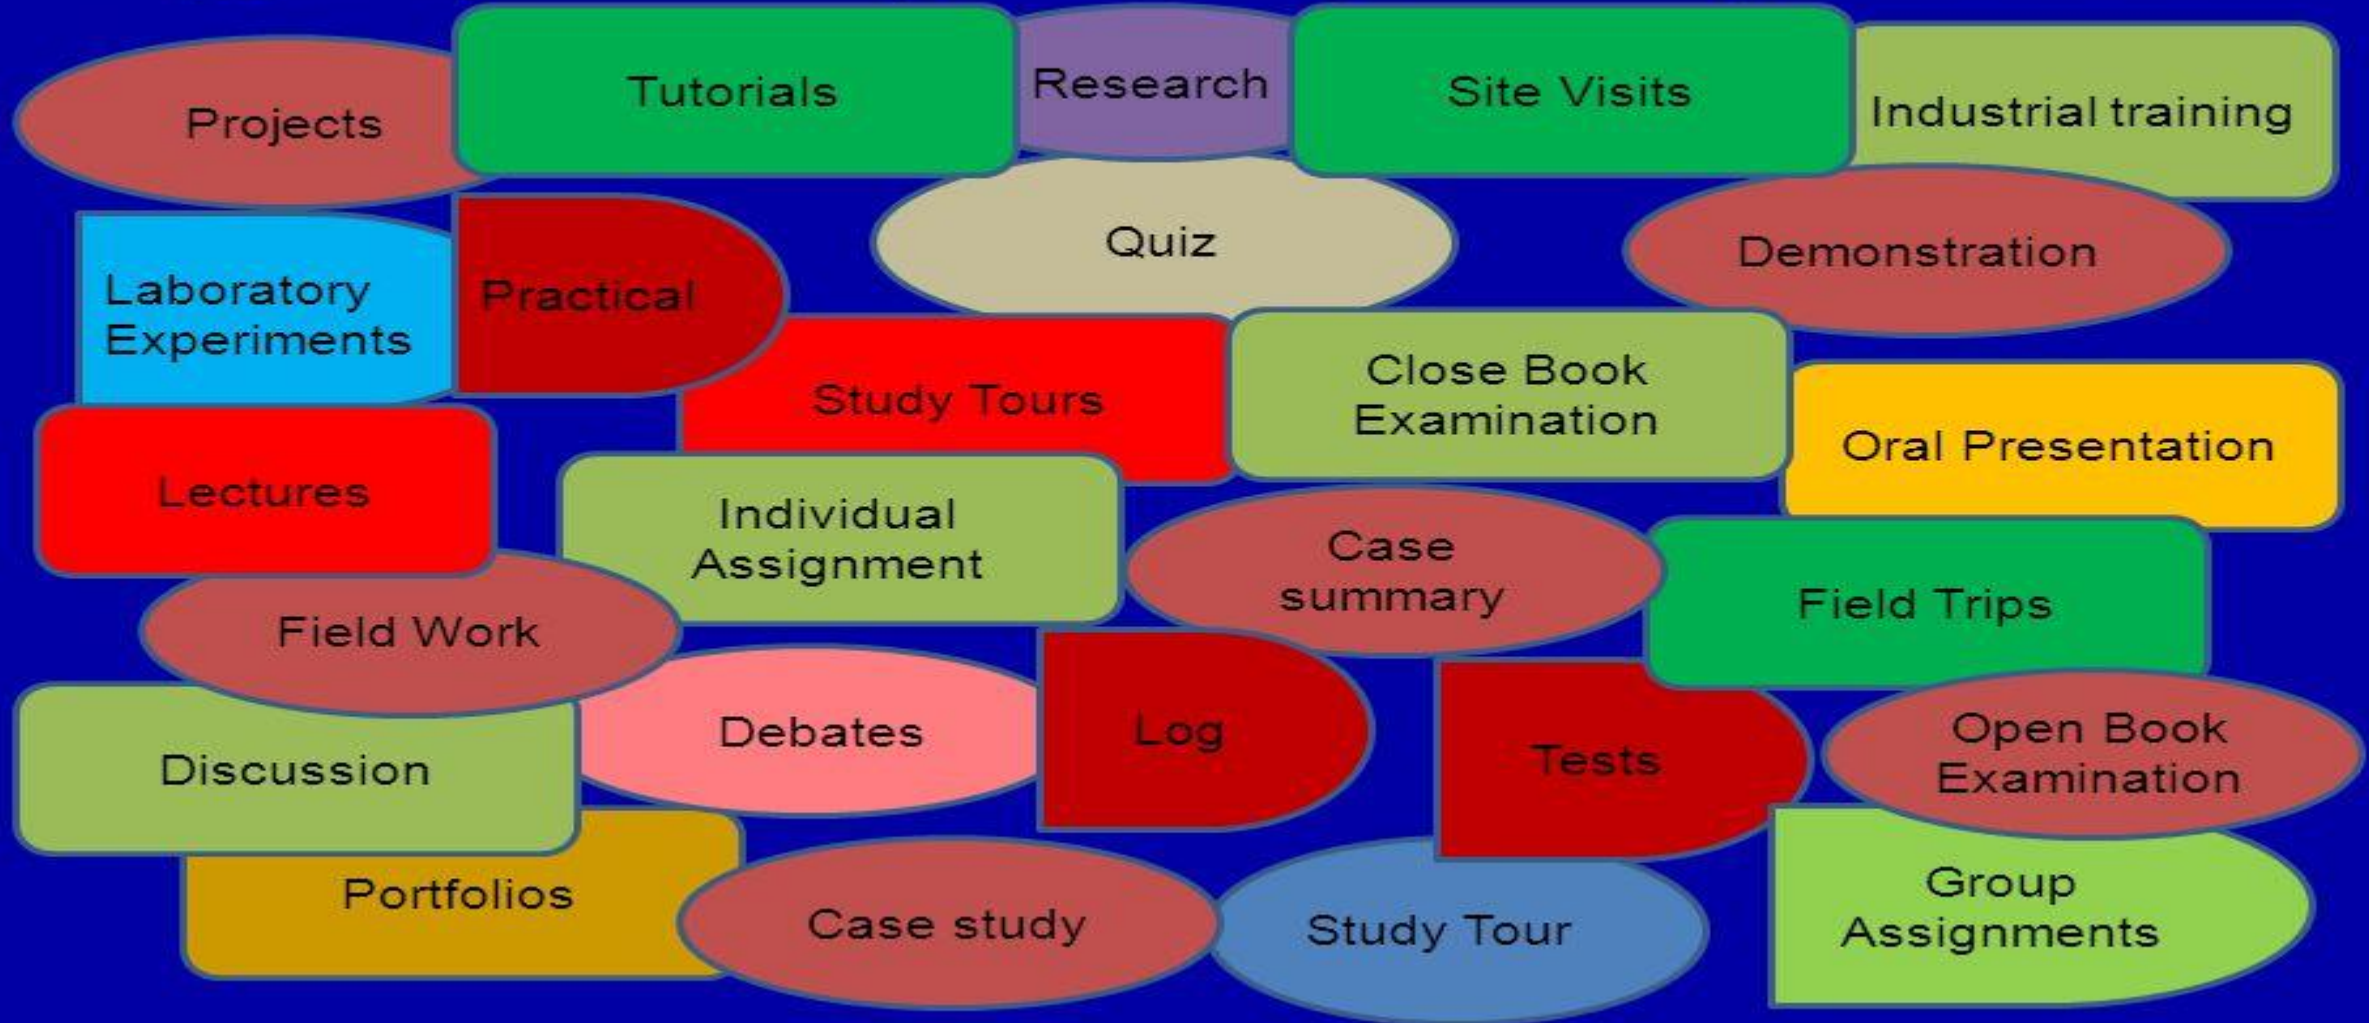 Projects
Tutorials
Research
Site Visits
Industrial training
Laboratory
Experiments
Practical
Quiz
Demonstration
Study Tours
Close Book
Examination
Oral Presentation
Lectures
Individual
Assignment
Case
summary
Field Trips
Field Work
Discussion
Debates
Log
Tests
Open Book
Examination
Portfolios
Case study
Study Tour
Group
Assignments